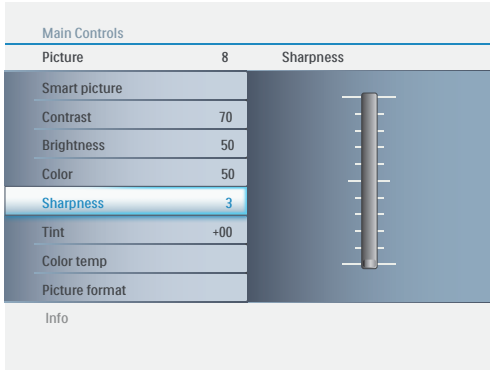 Main Controls
Picture 8 Sharpness
Smart picture
Contrast 70
Brightness 50
Color 50
Sharpness 3
Tint +00
Color temp
Picture format
Info